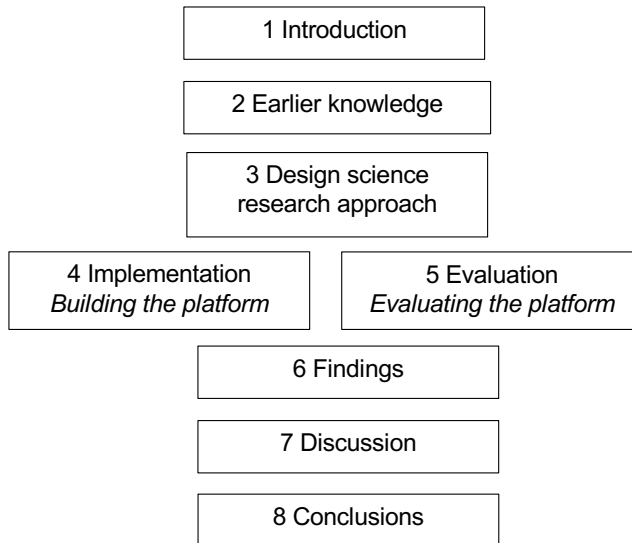 1 Introduction
2 Earlier knowledge
3 Design science
research approach
4 Implementation
Building the platform
5 Evaluation
Evaluating the platform
6 Findings
7 Discussion
8 Conclusions